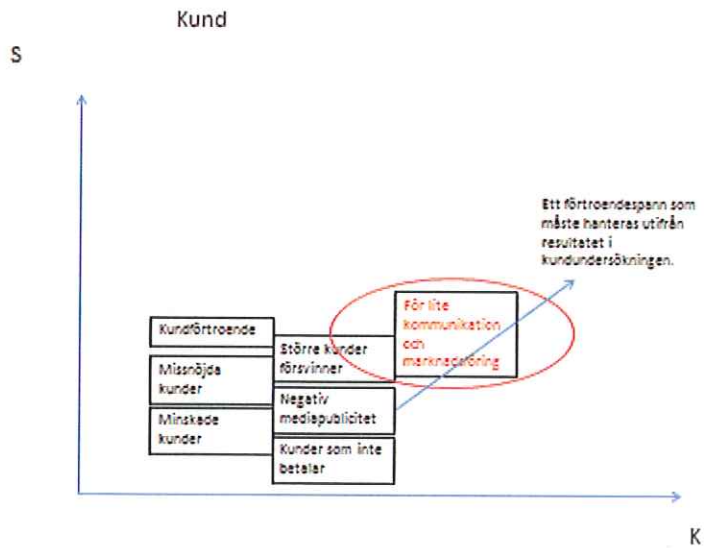 Kund
S
Ett förtroendespann som
måste hanteras utifrån
resultatet i
kundundersökningen.
För lite
kommunikation
och
marknadsföring
Kundförtroende
Större kunder
försvinner
Missnöjda
kunder
Negativ
mediapublicitet
Minskade
kunder
Kunder som inte
betalar
K